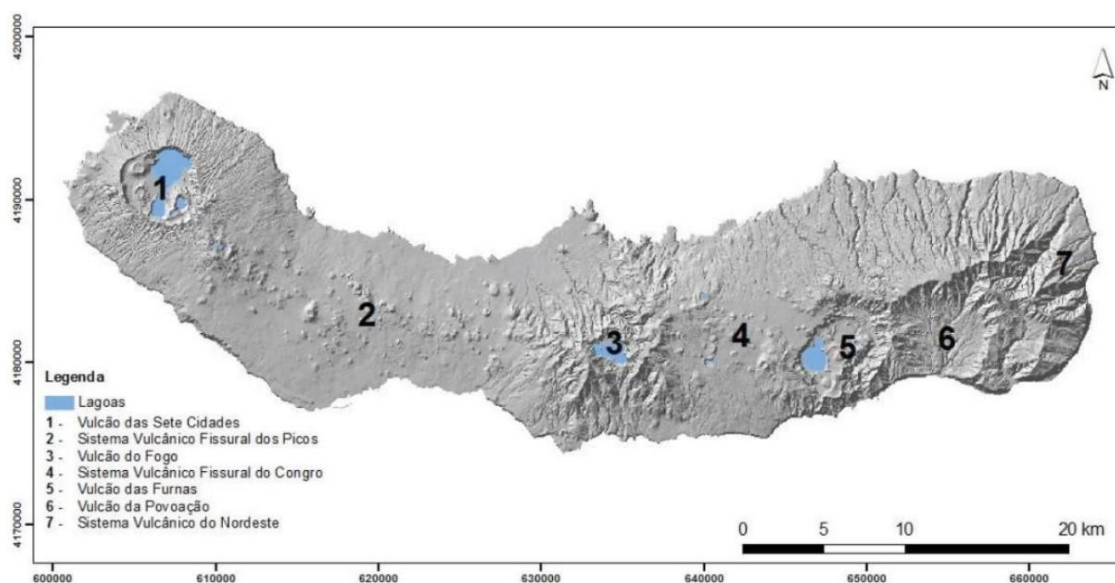 4200000
N
4190000
1
7
2
3
4
5
6
4180000
Legenda
Lagoas
1 - Vulcão das Sete Cidades
2 - Sistema Vulcânico Fissural dos Picos
3 - Vulcão do Fogo
4 - Sistema Vulcânico Fissural do Congro
5 - Vulcão das Furnas
6 - Vulcão da Povoação
7 - Sistema Vulcânico do Nordeste
4170000
0 5 10 20 km
600000 610000 620000 630000 640000 650000 660000